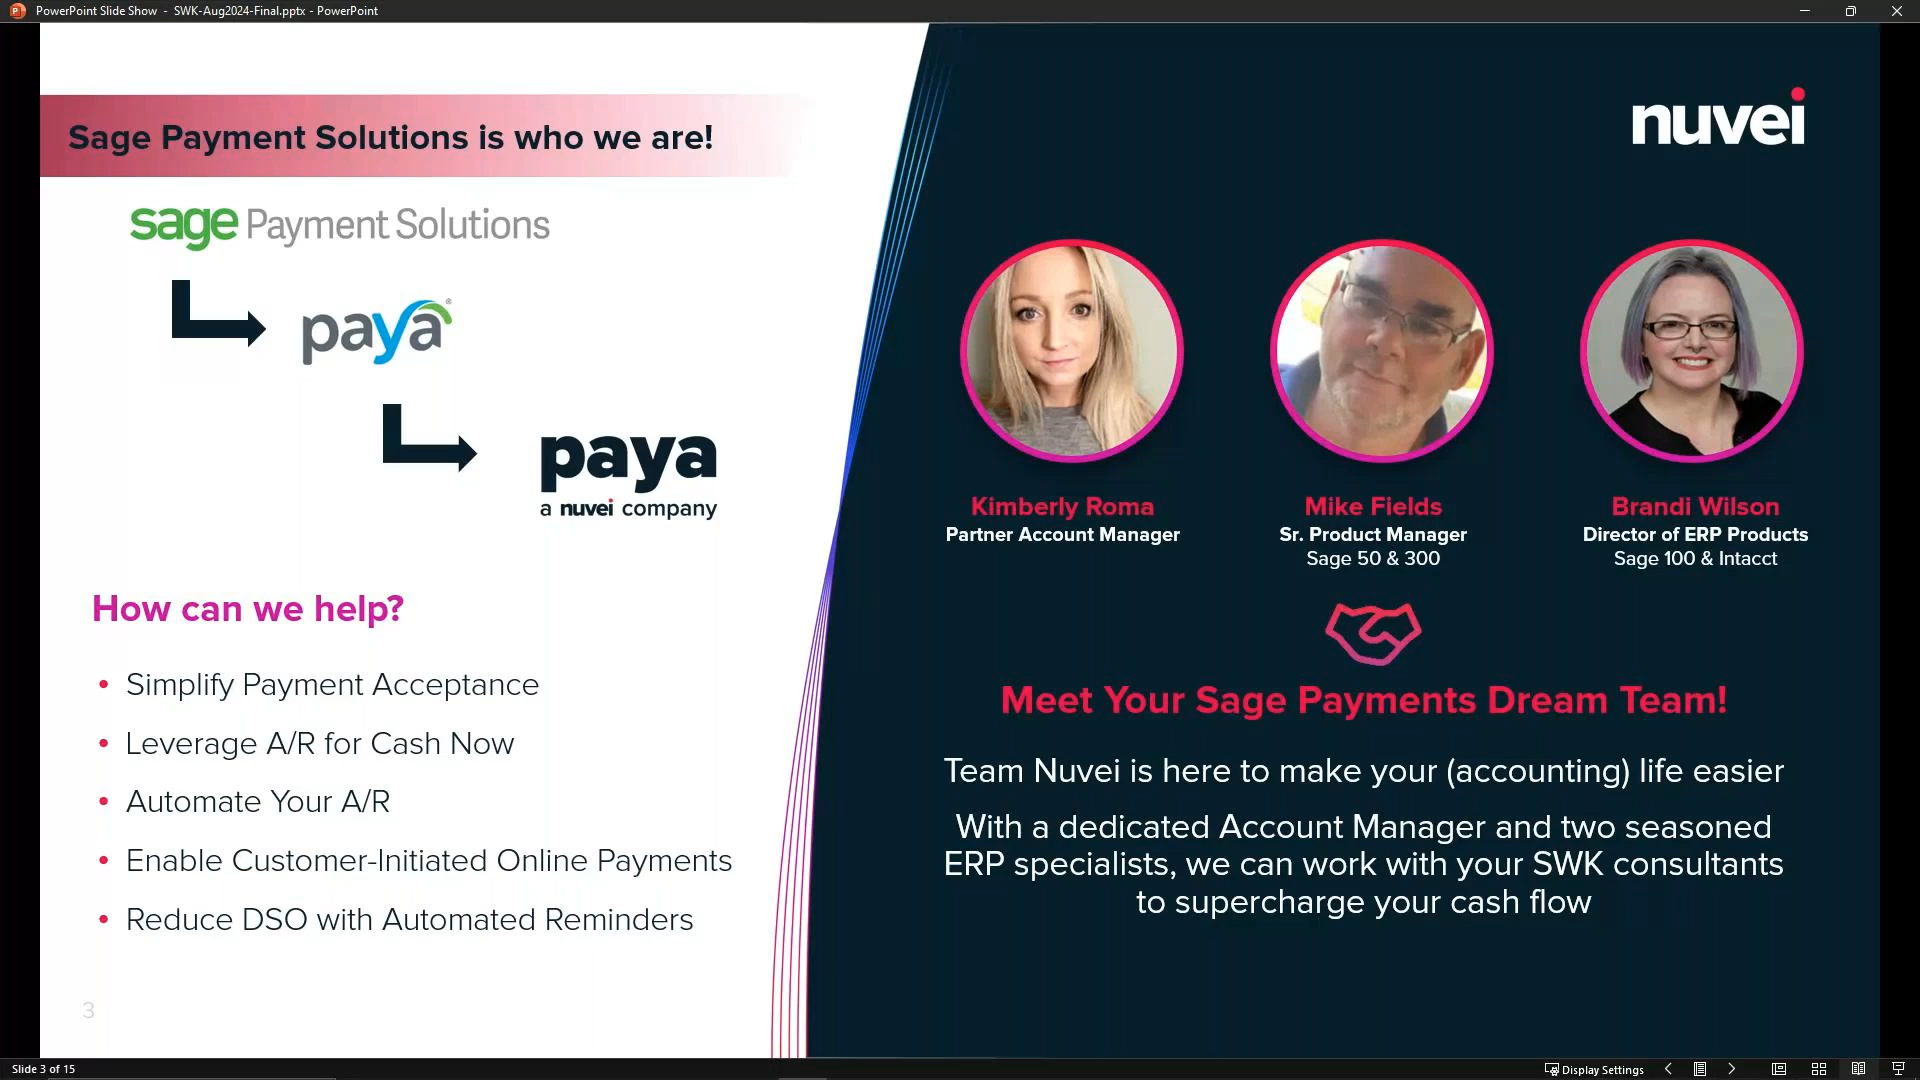 PowerPoint Slide Show - SWK-Aug2024-Final.pptx - PowerPoint
Sage Payment Solutions is who we are!
sage Payment Solutions
paya®
paya
a nuvei company
How can we help?
• Simplify Payment Acceptance
• Leverage A/R for Cash Now
• Automate Your A/R
• Enable Customer-Initiated Online Payments
• Reduce DSO with Automated Reminders
3
nuvei
Kimberly Roma
Partner Account Manager
Mike Fields
Sr. Product Manager
Sage 50 & 300
Brandi Wilson
Director of ERP Products
Sage 100 & Intacct
Meet Your Sage Payments Dream Team!
Team Nuvei is here to make your (accounting) life easier
With a dedicated Account Manager and two seasoned
ERP specialists, we can work with your SWK consultants
to supercharge your cash flow
Slide 3 of 15
Display Settings